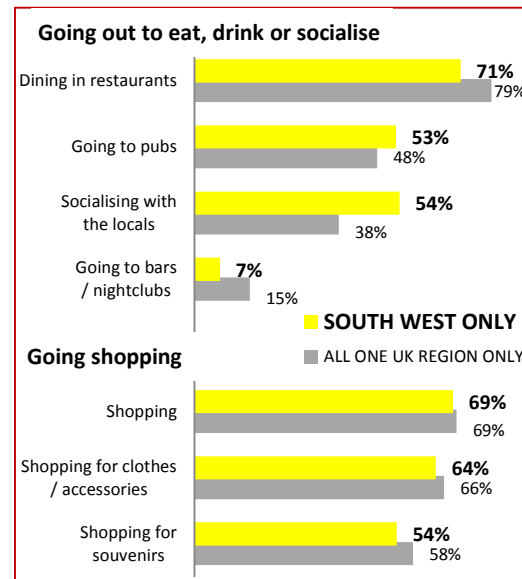 Going out to eat, drink or socialise
Dining in restaurants
71%
79%
Going to pubs
53%
48%
Socialising with
the locals
54%
38%
Going to bars
/ nightclubs
7%
15%
SOUTH WEST ONLY
ALL ONE UK REGION ONLY
Going shopping
Shopping
69%
69%
Shopping for clothes
/ accessories
64%
66%
Shopping for
souvenirs
54%
58%